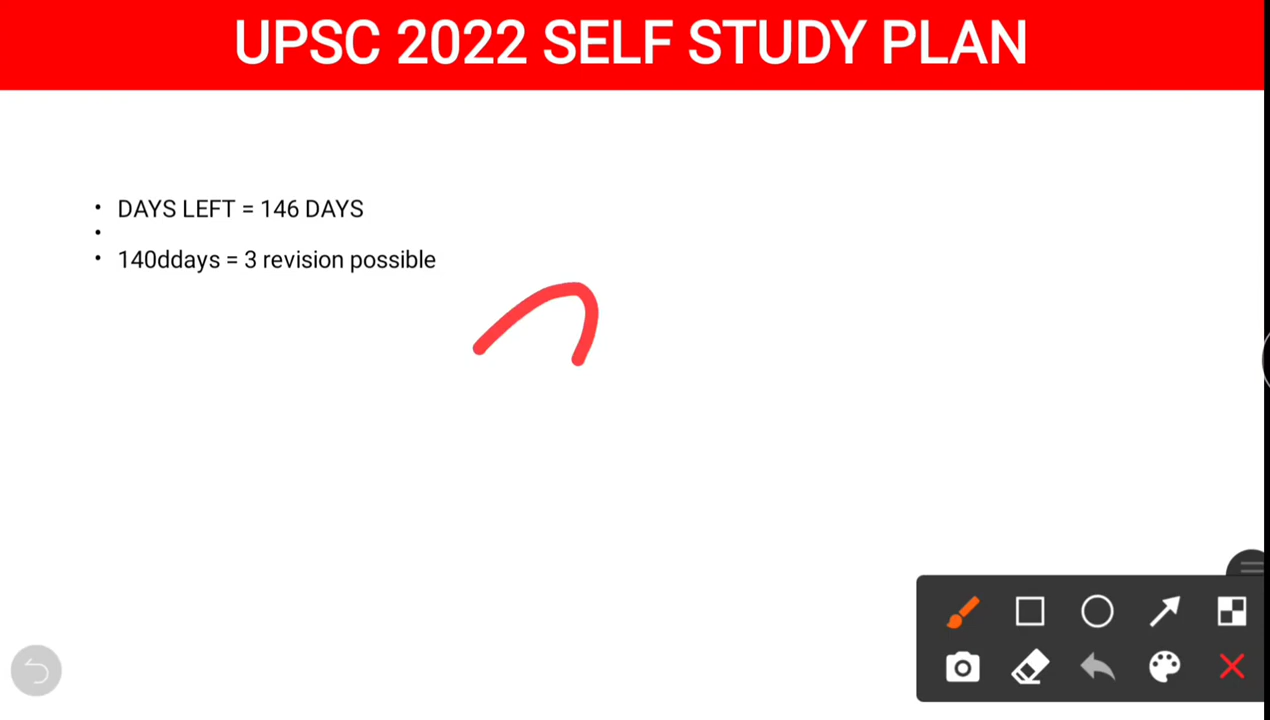 UPSC 2022 SELF STUDY PLAN
• DAYS LEFT = 146 DAYS
•
• 140ddays = 3 revision possible